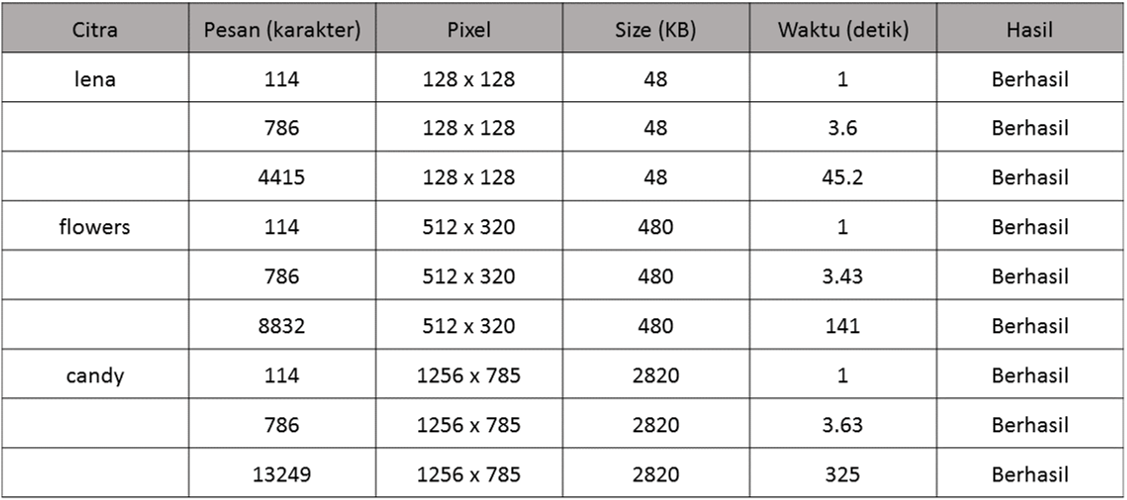 Citra Pesan (karakter) Pixel Size (KB) Waktu (detik) Hasil
lena 114 128 x 128 48 1 Berhasil
786 128 x 128 48 3.6 Berhasil
4415 128 x 128 48 45.2 Berhasil
flowers 114 512 x 320 480 1 Berhasil
786 512 x 320 480 3.43 Berhasil
8832 512 x 320 480 141 Berhasil
candy 114 1256 x 785 2820 1 Berhasil
786 1256 x 785 2820 3.63 Berhasil
13249 1256 x 785 2820 325 Berhasil